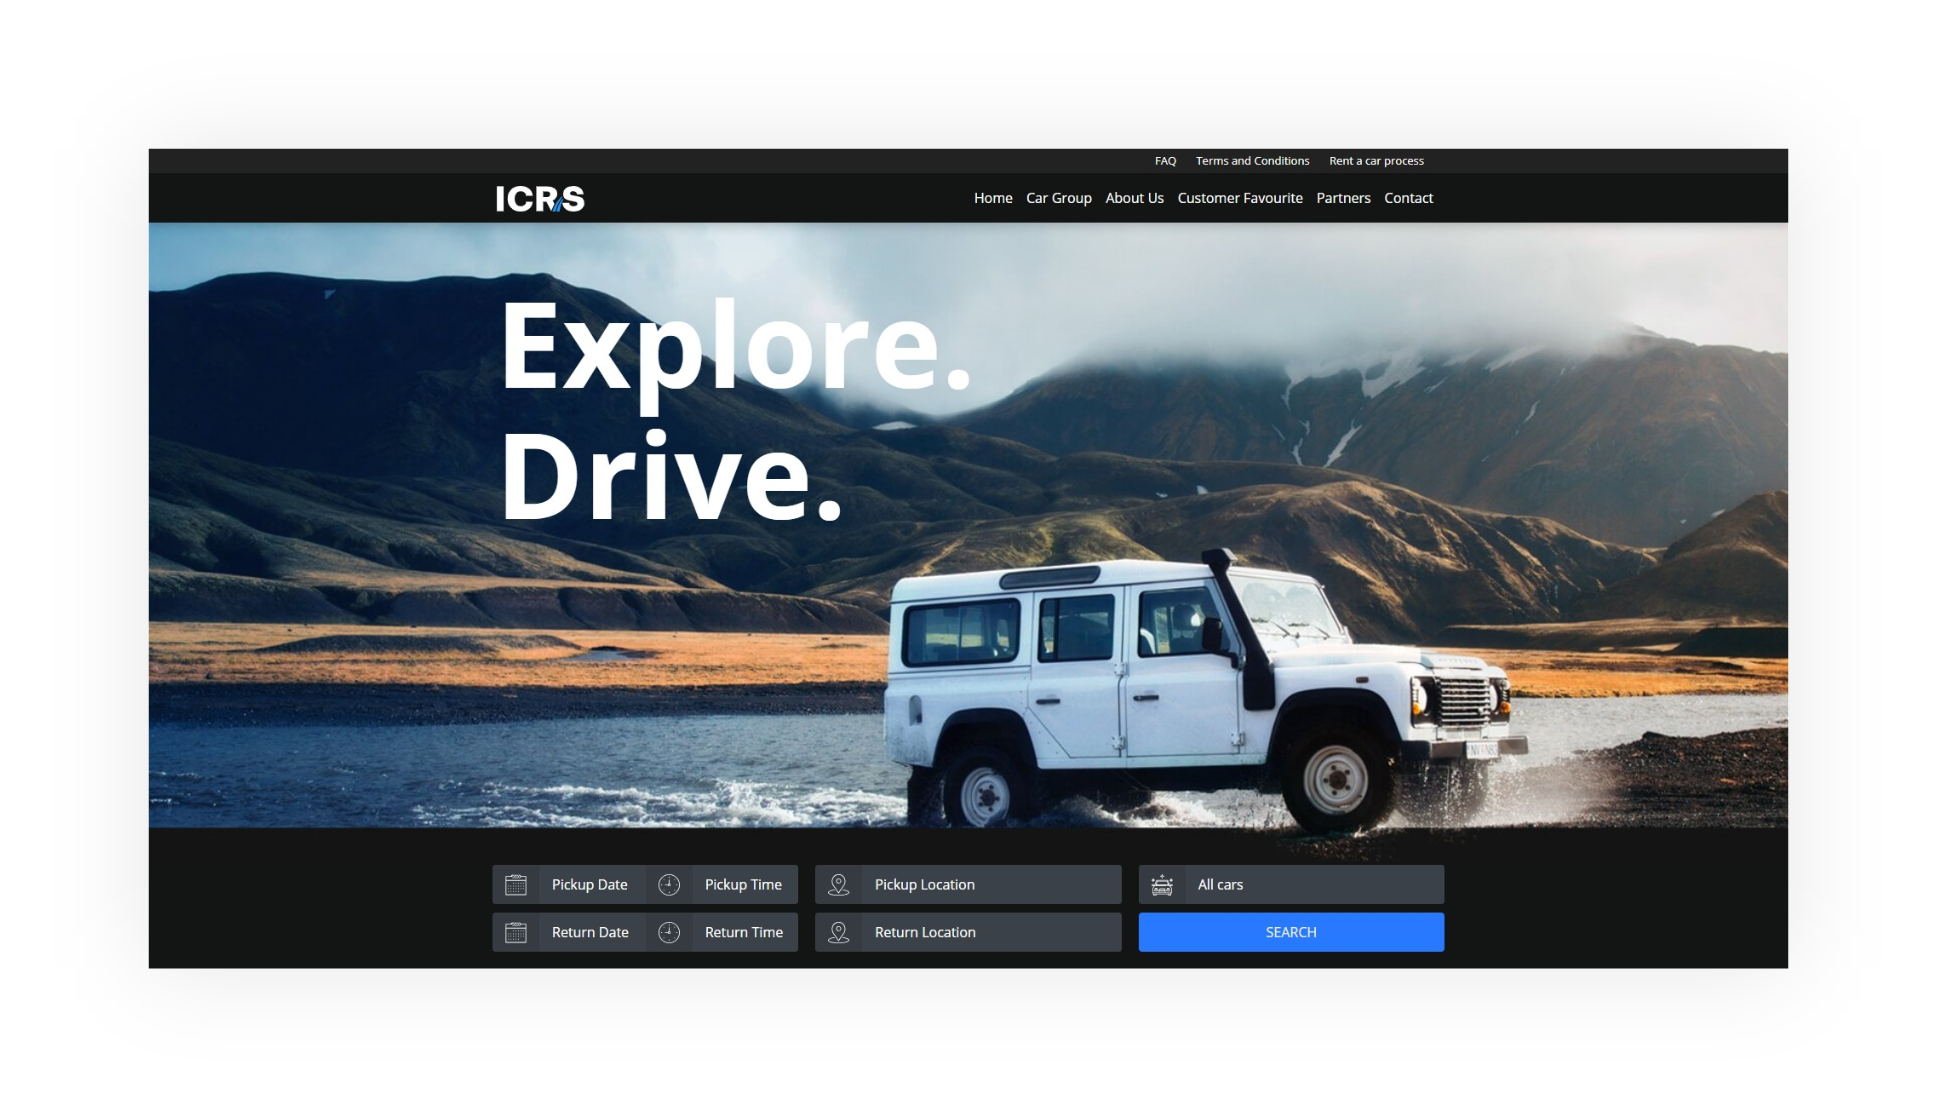 FAQ Terms and Conditions Rent a car process
ICRS Home Car Group About Us Customer Favourite Partners Contact
Explore.
Drive.
Pickup Date Pickup Time Pickup Location All cars
Return Date Return Time Return Location SEARCH